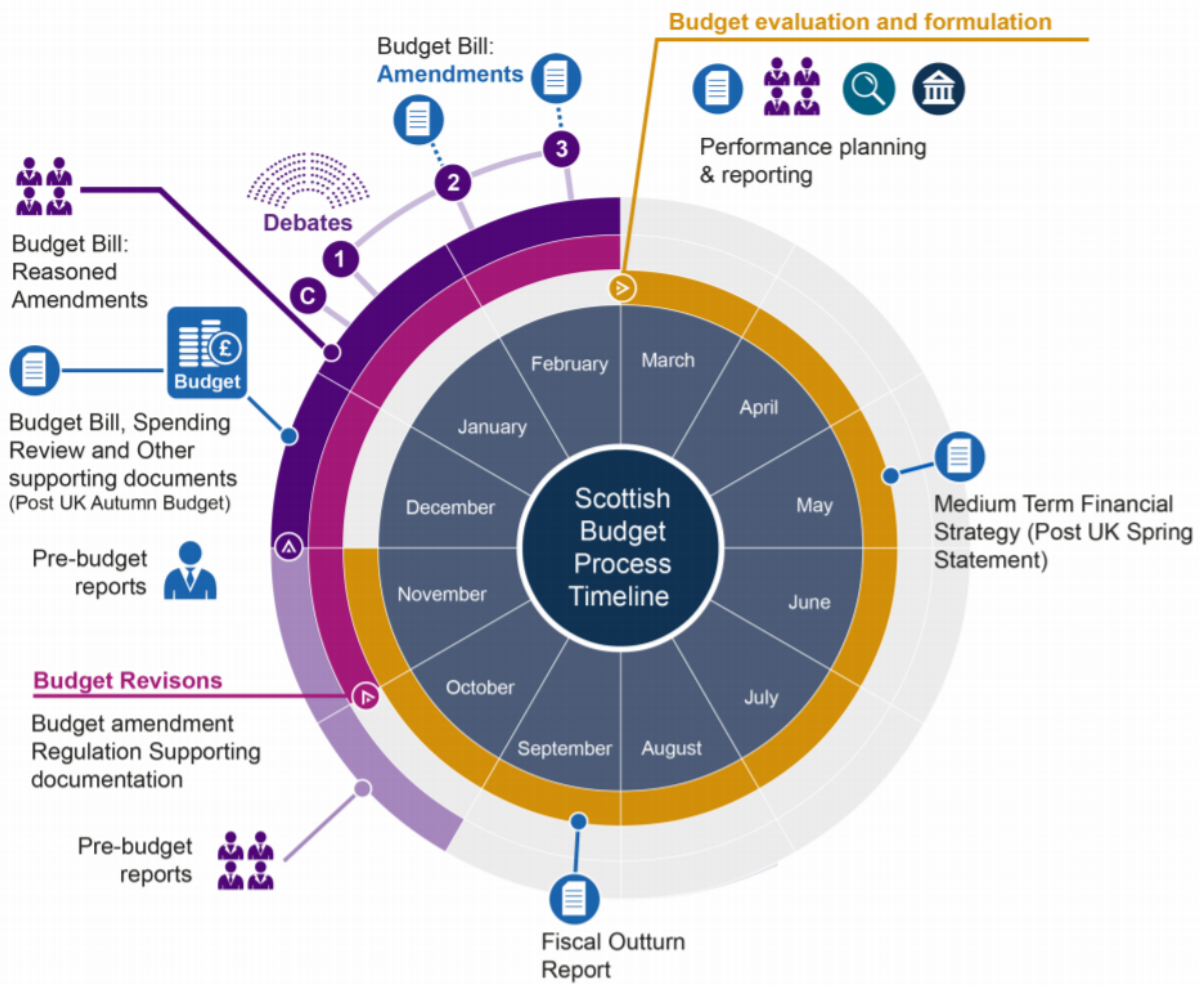 Budget evaluation and formulation
Performance planning
& reporting
Budget Bill:
Amendments
3
2
Debates
1
C
Budget Bill:
Reasoned
Amendments
£
Budget
Budget Bill, Spending
Review and Other
supporting documents
(Post UK Autumn Budget)
Pre-budget
reports
Budget Revisons
Budget amendment
Regulation Supporting
documentation
Pre-budget
reports
Fiscal Outturn
Report
Medium Term Financial
Strategy (Post UK Spring
Statement)
February
March
January
April
December
May
November
June
October
July
September
August
Scottish
Budget
Process
Timeline